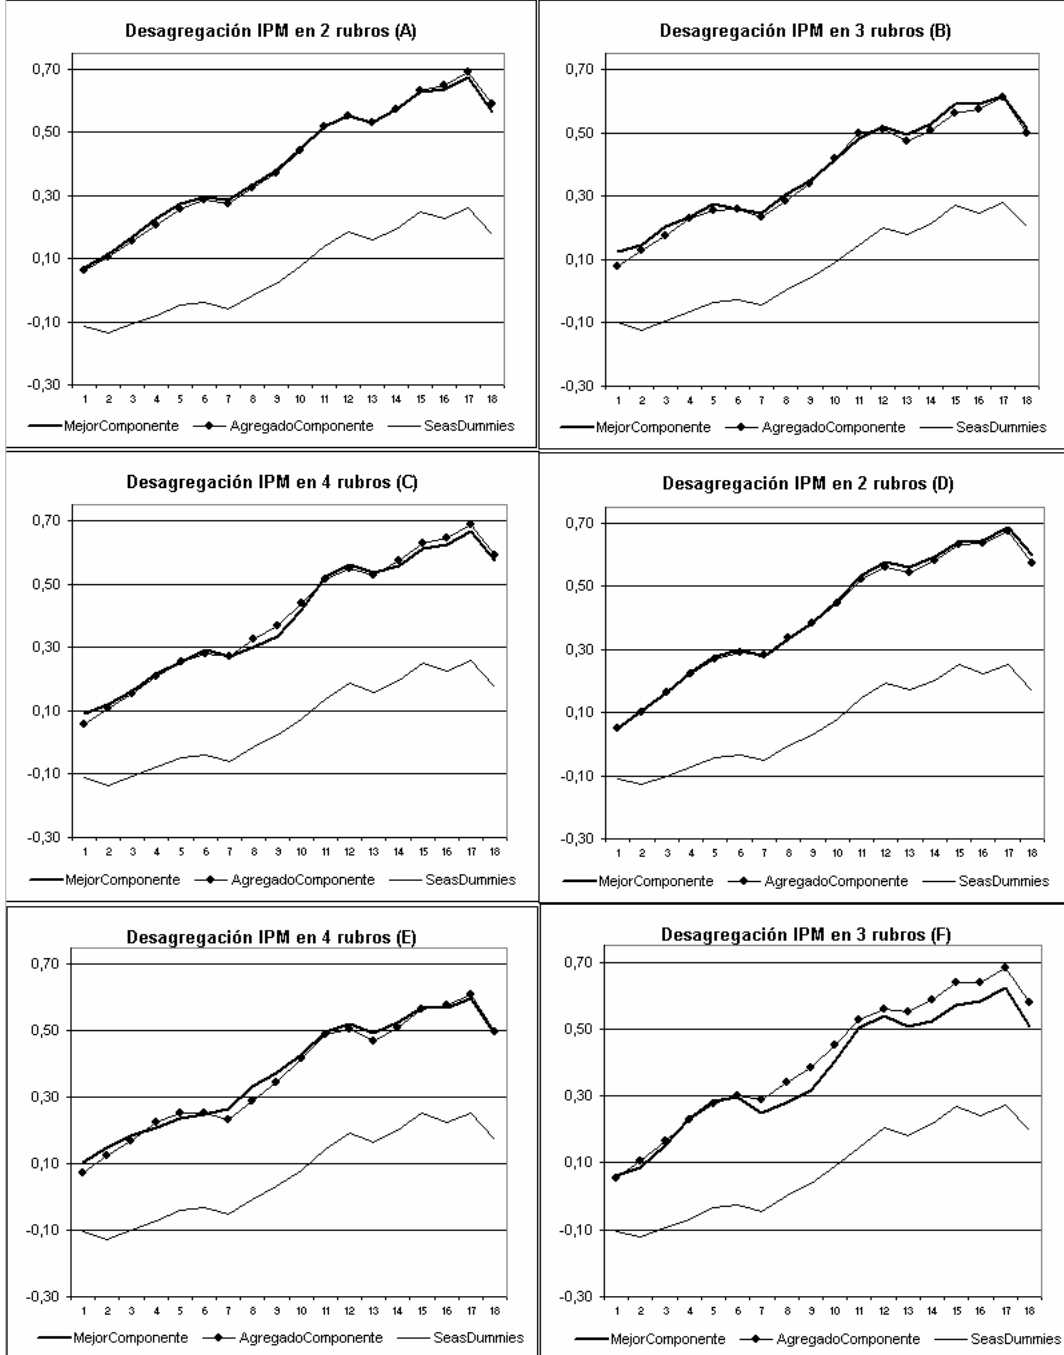 Desagregación IPM en 2 rubros (A)
0,70
0,50
0,30
0,10
-0,10
-0,30
1 2 3 4 5 6 7 8 9 10 11 12 13 14 15 16 17 18
MejorComponente AgregadoComponente SeasDummies
Desagregación IPM en 3 rubros (B)
0,70
0,50
0,30
0,10
-0,10
-0,30
1 2 3 4 5 6 7 8 9 10 11 12 13 14 15 16 17 18
MejorComponente AgregadoComponente SeasDummies
Desagregación IPM en 4 rubros (C)
0,70
0,50
0,30
0,10
-0,10
-0,30
1 2 3 4 5 6 7 8 9 10 11 12 13 14 15 16 17 18
MejorComponente AgregadoComponente SeasDummies
Desagregación IPM en 2 rubros (D)
0,70
0,50
0,30
0,10
-0,10
-0,30
1 2 3 4 5 6 7 8 9 10 11 12 13 14 15 16 17 18
MejorComponente AgregadoComponente SeasDummies
Desagregación IPM en 4 rubros (E)
0,70
0,50
0,30
0,10
-0,10
-0,30
1 2 3 4 5 6 7 8 9 10 11 12 13 14 15 16 17 18
MejorComponente AgregadoComponente SeasDummies
Desagregación IPM en 3 rubros (F)
0,70
0,50
0,30
0,10
-0,10
-0,30
1 2 3 4 5 6 7 8 9 10 11 12 13 14 15 16 17 18
MejorComponente AgregadoComponente SeasDummies